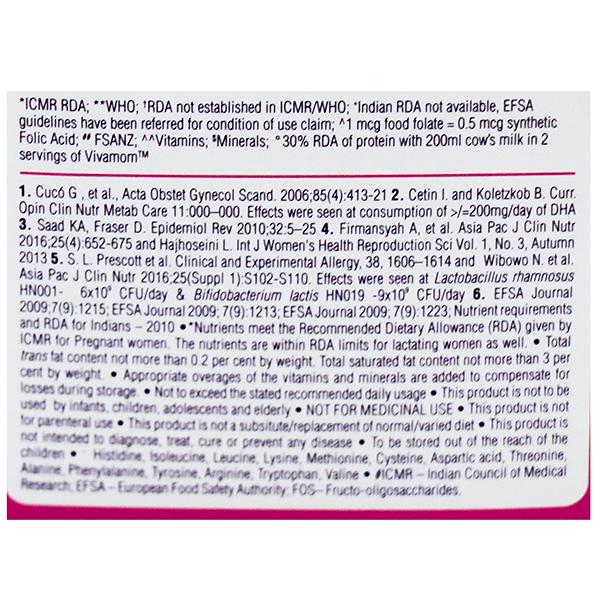 *ICMR RDA; **WHO; †RDA not established in ICMR/WHO; +Indian RDA not available, EFSA
guidelines have been referred for condition of use claim; ^1 mcg food folate = 0.5 mcg synthetic
Folic Acid; # FSANZ; ^^Vitamins; $Minerals; ° 30% RDA of protein with 200ml cow's milk in 2
servings of Vivamom™
1. Cucó G , et al., Acta Obstet Gynecol Scand. 2006;85(4):413-21 2. Cetin I. and Koletzkob B. Curr.
Opin Clin Nutr Metab Care 11:000–000. Effects were seen at consumption of >/=200mg/day of DHA
3. Saad KA, Fraser D. Epidemiol Rev 2010;32:5–25 4. Firmansyah A, et al. Asia Pac J Clin Nutr
2016;25(4):652-675 and Hajhoseini L. Int J Women's Health Reproduction Sci Vol. 1, No. 3, Autumn
2013 5. S. L. Prescott et al. Clinical and Experimental Allergy, 38, 1606–1614 and Wibowo N. et al.
Asia Pac J Clin Nutr 2016;25(Suppl 1):S102-S110. Effects were seen at Lactobacillus rhamnosus
HN001- 6x10⁹ CFU/day & Bifidobacterium lactis HN019 -9x10⁹ CFU/day 6. EFSA Journal
2009;7(9):1215; EFSA Journal 2009; 7(9):1213; EFSA Journal 2009; 7(9):1223; Nutrient requirements
and RDA for Indians – 2010 • *Nutrients meet the Recommended Dietary Allowance (RDA) given by
ICMR for Pregnant women. The nutrients are within RDA limits for lactating women as well. • Total
trans fat content not more than 0.2 per cent by weight. Total saturated fat content not more than 3 per
cent by weight. • Appropriate overages of the vitamins and minerals are added to compensate for
losses during storage. • Not to exceed the stated recommended daily usage • This product is not to be
used by infants, children, adolescents and elderly • NOT FOR MEDICINAL USE • This product is not
for parenteral use • This product is not a subsitute/replacement of normal/varied diet • This product is
not intended to diagnose, treat, cure or prevent any disease • To be stored out of the reach of the
children • Histidine, Isoleucine, Leucine, Lysine, Methionine, Cysteine, Aspartic acid, Threonine,
Alanine, Phenylalanine, Tyrosine, Arginine, Tryptophan, Valine • #ICMR – Indian Council of Medical
Research; EFSA – European Food Safety Authority; FOS– Fructo-oligosaccharides.